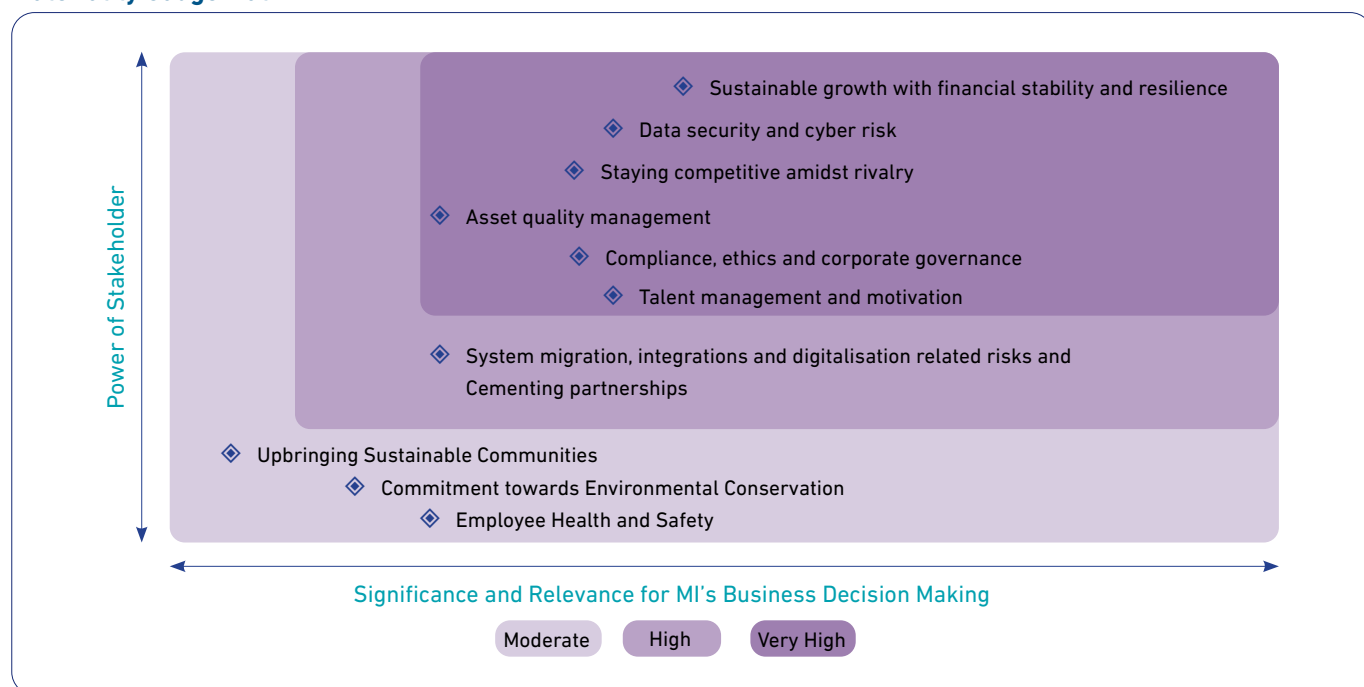 Power of Stakeholder
Sustainable growth with financial stability and resilience
Data security and cyber risk
Staying competitive amidst rivalry
Asset quality management
Compliance, ethics and corporate governance
Talent management and motivation
System migration, integrations and digitalisation related risks and
Cementing partnerships
Upbringing Sustainable Communities
Commitment towards Environmental Conservation
Employee Health and Safety
Significance and Relevance for MI's Business Decision Making
Moderate
High
Very High